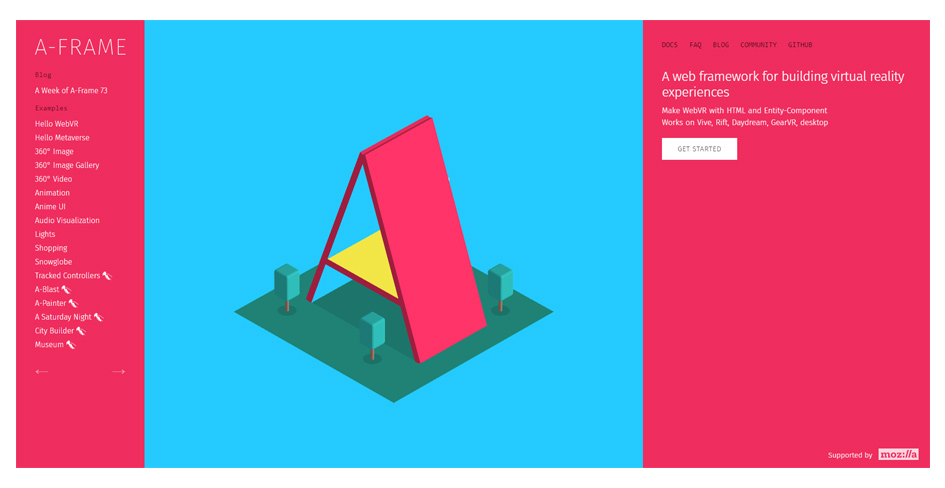 A-FRAME
Blog
A Week of A-Frame 73
Examples
Hello WebVR
Hello Metaverse
360° Image
360° Image Gallery
360° Video
Animation
Anime UI
Audio Visualization
Lights
Shopping
Snowglobe
Tracked Controllers
A-Blast
A-Painter
A Saturday Night
City Builder
Museum
DOCS FAQ BLOG COMMUNITY GITHUB
A web framework for building virtual reality
experiences
Make WebVR with HTML and Entity-Component
Works on Vive, Rift, Daydream, GearVR, desktop
GET STARTED
Supported by moz://a